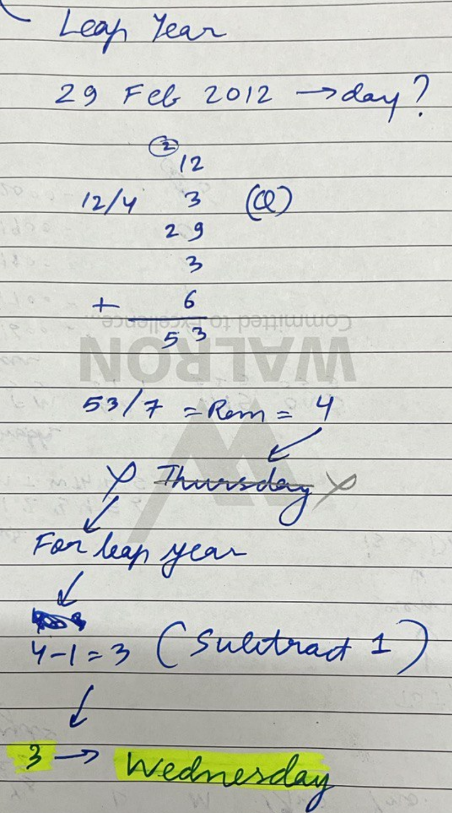 Leap Year
29 Feb 2012 → day?
② 12
12/4 3 (Q)
29
3
+ 6
53
Committed to Excellence...
WALRON
53/7 = Rem = 4
✗ Thursday ✗
For leap year
4-1=3 (Subtract 1)
3 → Wednesday